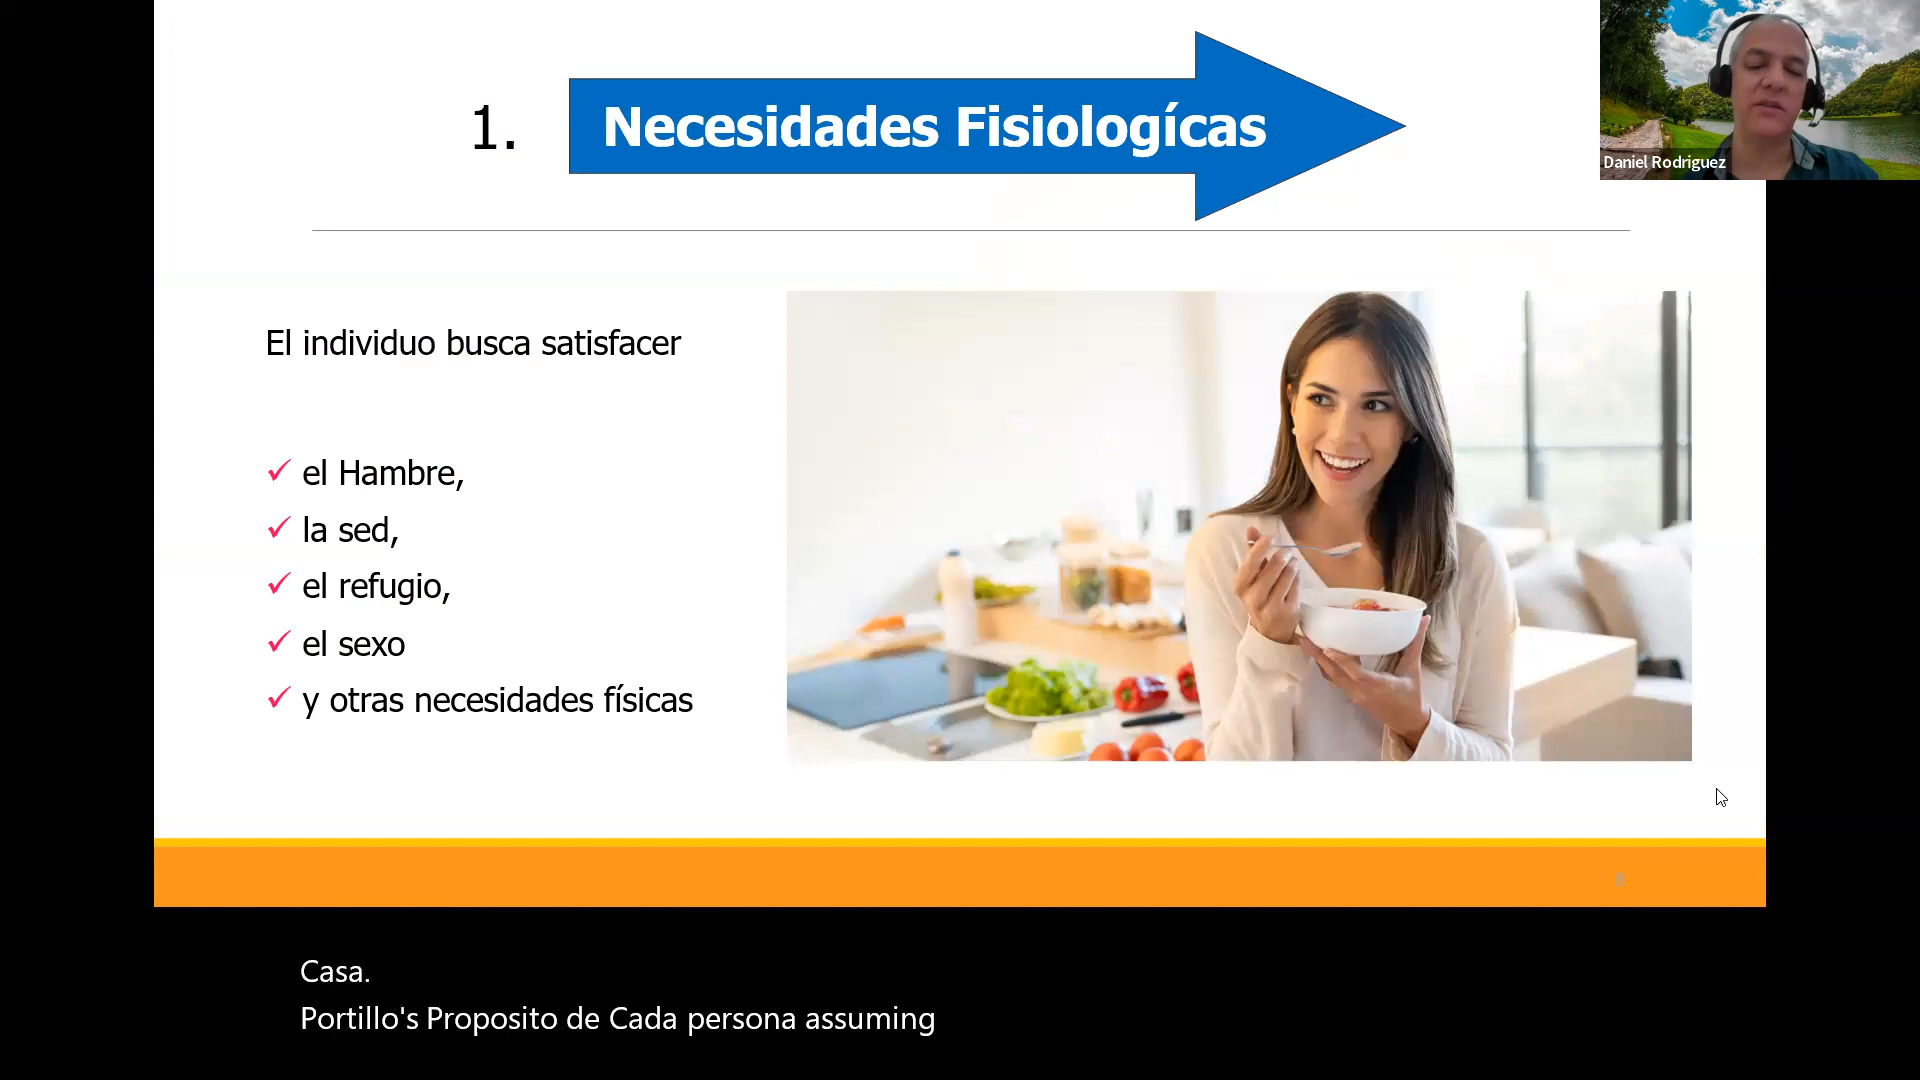 1.
Necesidades Fisiologícas
Daniel Rodriguez
El individuo busca satisfacer
✓ el Hambre,
✓ la sed,
✓ el refugio,
✓ el sexo
✓ y otras necesidades físicas
Casa.
Portillo's Proposito de Cada persona assuming